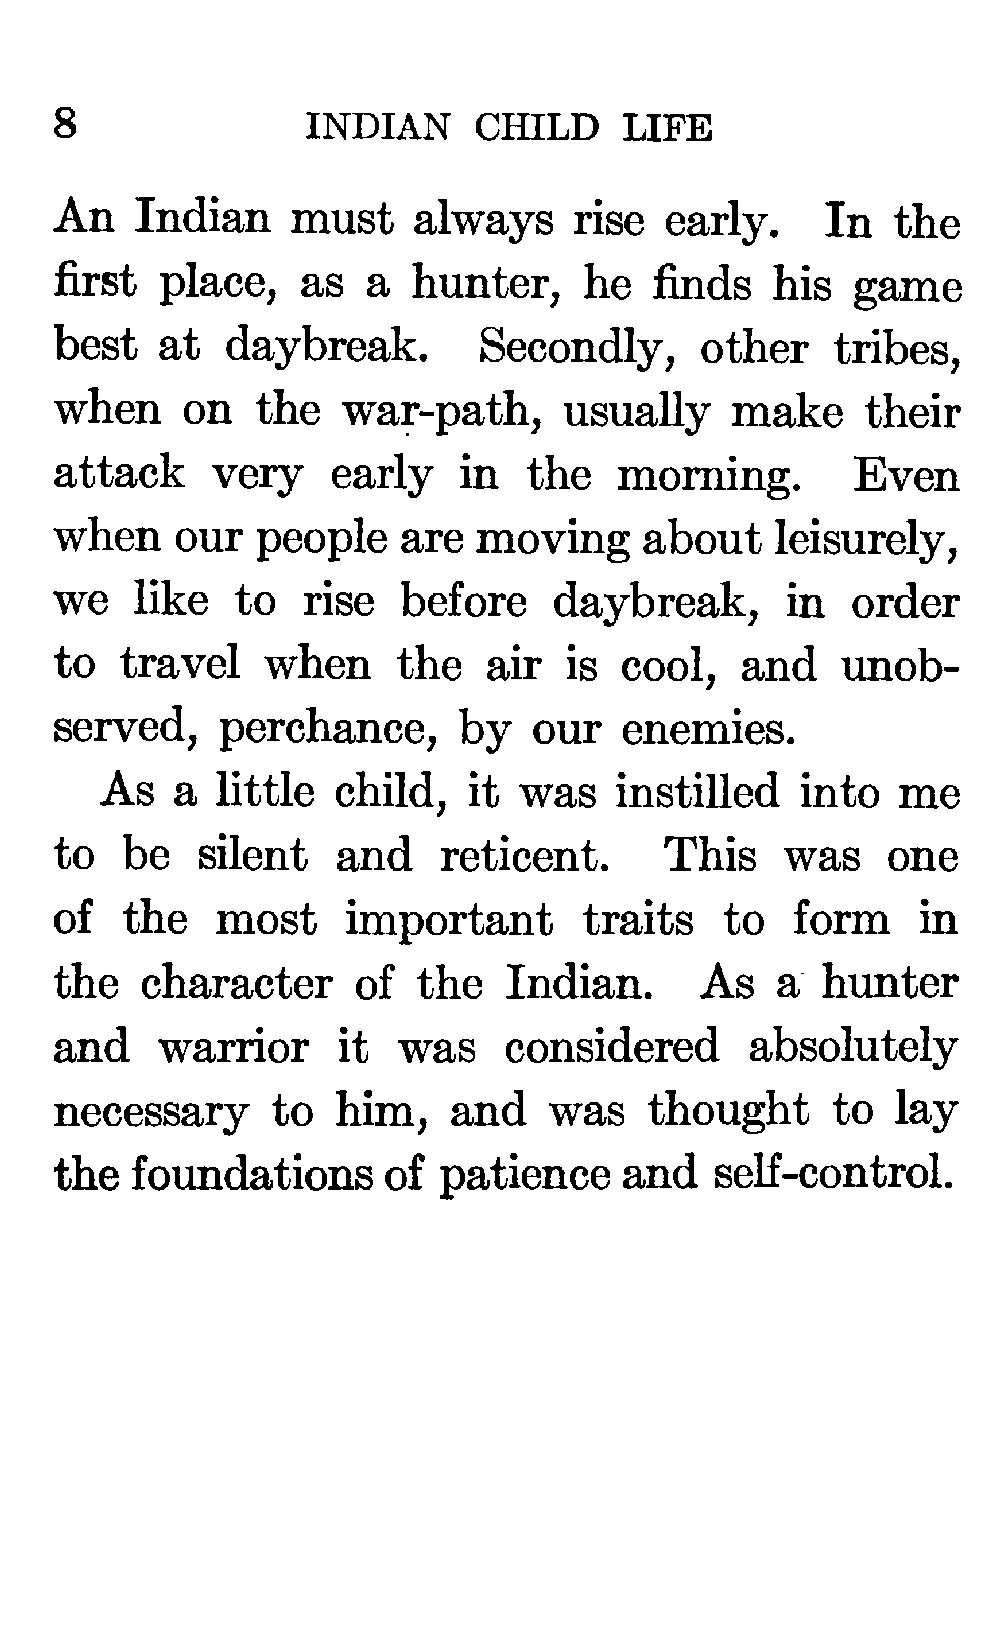 8 INDIAN CHILD LIFE
An Indian must always rise early. In the
first place, as a hunter, he finds his game
best at daybreak. Secondly, other tribes,
when on the war-path, usually make their
attack very early in the morning. Even
when our people are moving about leisurely,
we like to rise before daybreak, in order
to travel when the air is cool, and unob-
served, perchance, by our enemies.
As a little child, it was instilled into me
to be silent and reticent. This was one
of the most important traits to form in
the character of the Indian. As a hunter
and warrior it was considered absolutely
necessary to him, and was thought to lay
the foundations of patience and self-control.